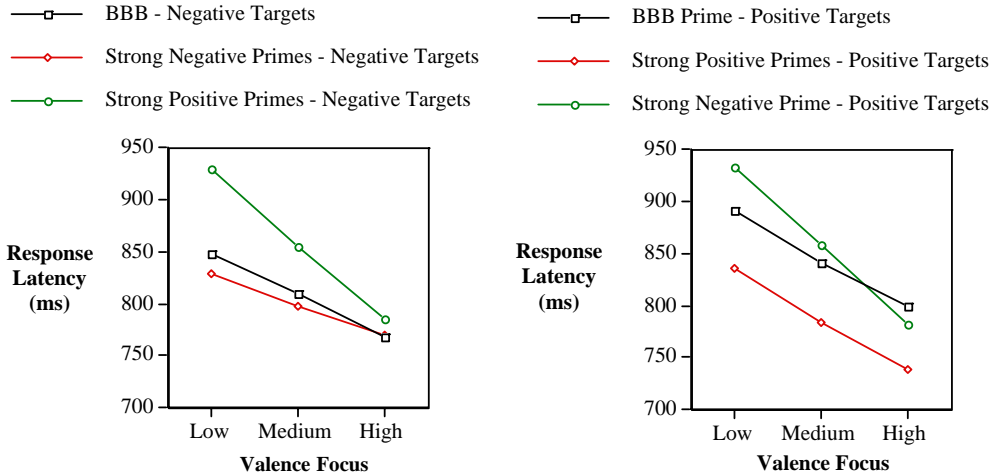 BBB - Negative Targets
Strong Negative Primes - Negative Targets
Strong Positive Primes - Negative Targets
950
900
850
800
750
700
Response
Latency
(ms)
Low Medium High
Valence Focus
BBB Prime - Positive Targets
Strong Positive Primes - Positive Targets
Strong Negative Prime - Positive Targets
950
900
850
800
750
700
Response
Latency
(ms)
Low Medium High
Valence Focus